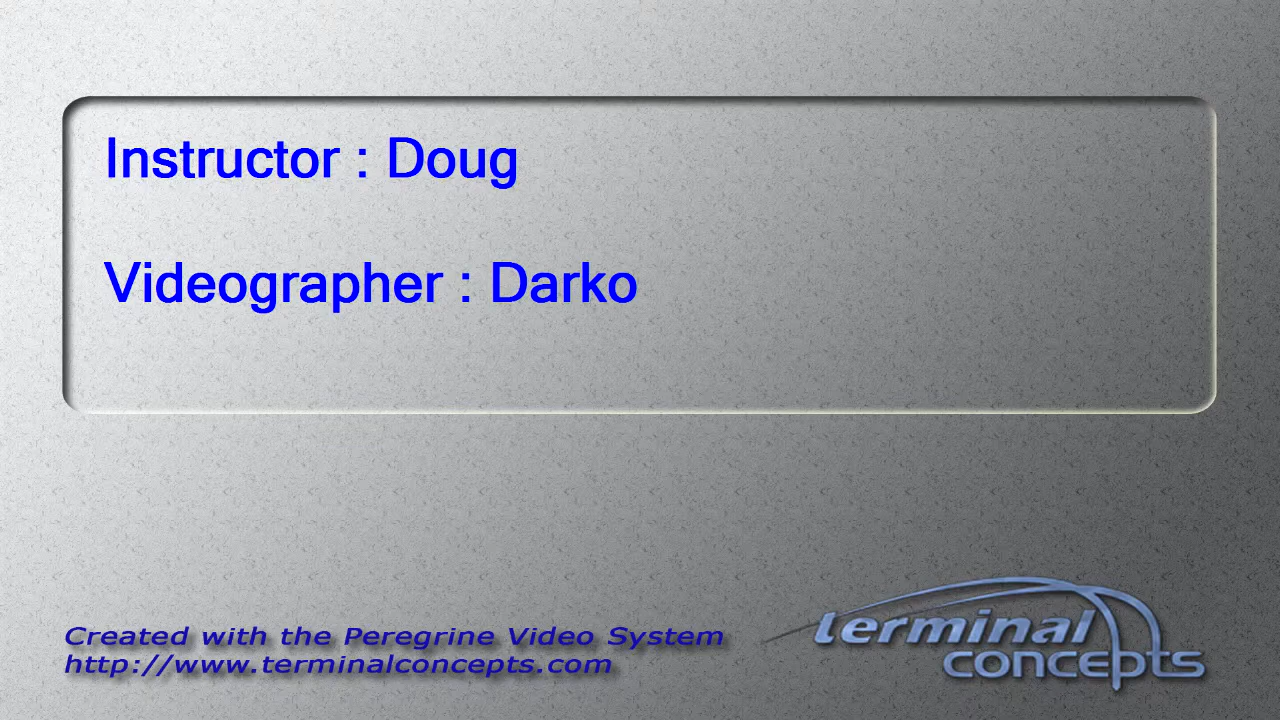 Instructor : Doug
Videographer : Darko
Created with the Peregrine Video System
http://www.terminalconcepts.com
terminal
concepts